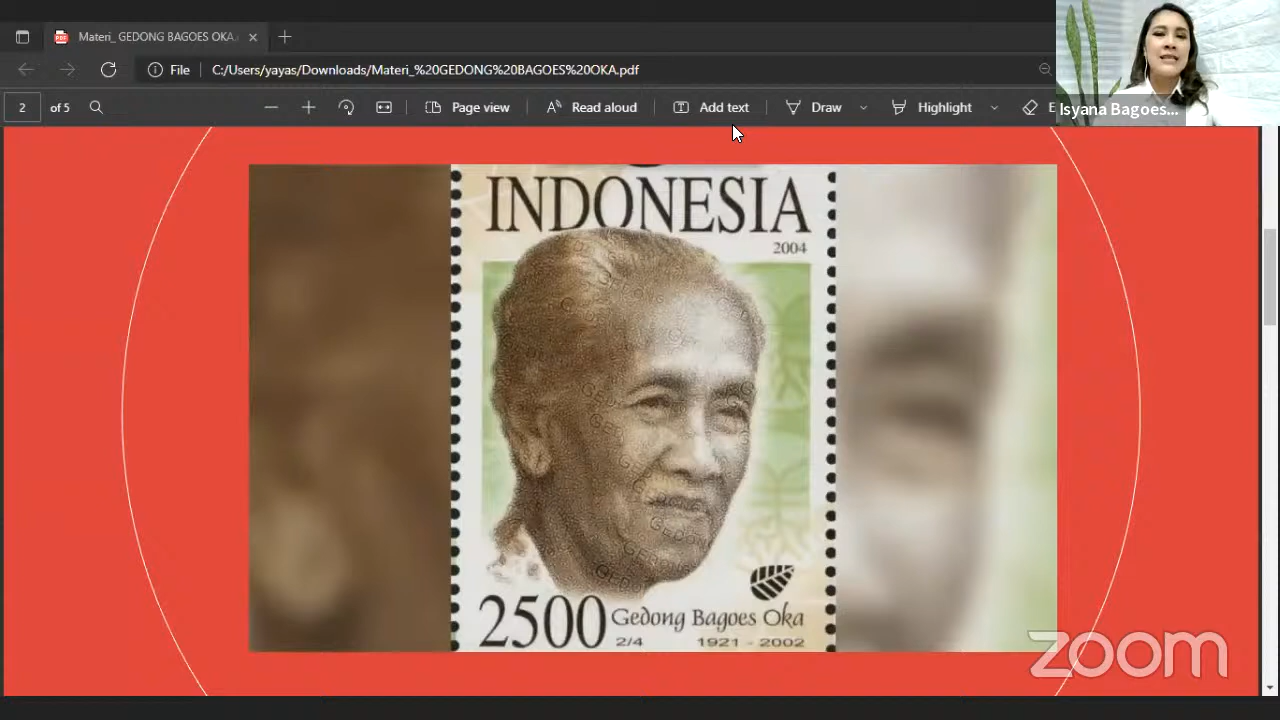 Materi_ GEDONG BAGOES OKA.
File
C:/Users/yayas/Downloads/Materi_%20GEDONG%20BAGOES%20OKA.pdf
2 of 5
Page view
Read aloud
Add text
Draw
Highlight
E
Isyana Bagoes...
INDONESIA
2004
2500 Gedong Bagoes Oka
2/4 1921 - 2002
zoom